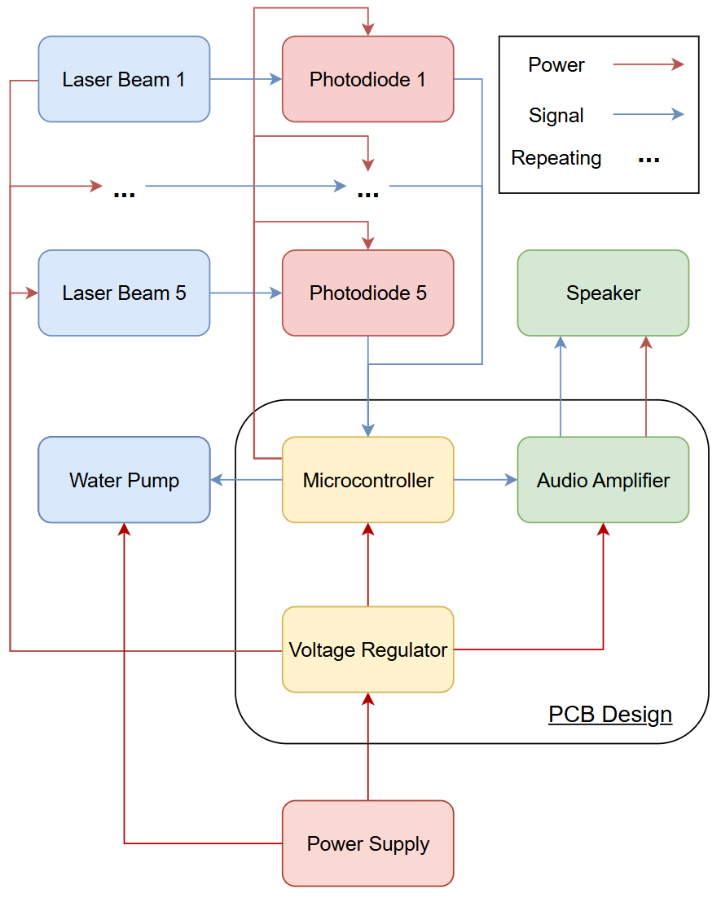 Laser Beam 1
Photodiode 1
Power
Signal
Repeating ...
... ...
Laser Beam 5
Photodiode 5
Speaker
Water Pump
Microcontroller
Audio Amplifier
Voltage Regulator
PCB Design
Power Supply